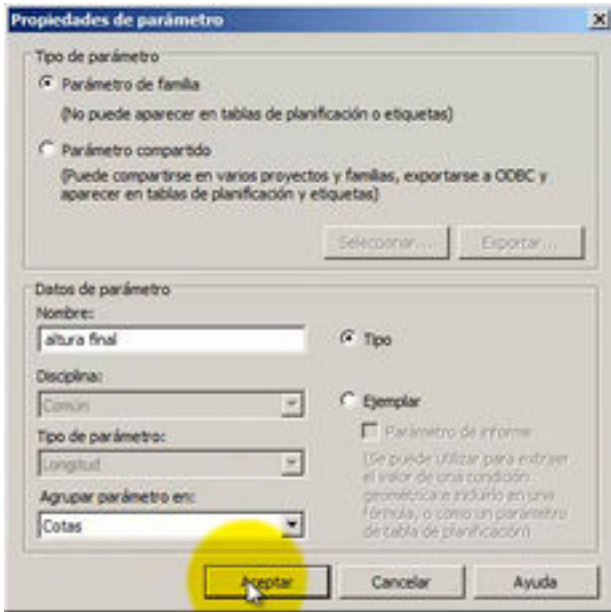 Propiedades de parámetro
Tipo de parámetro
Parámetro de familia
(No puede aparecer en tablas de planificación o etiquetas)
Parámetro compartido
(Puede compartirse en varios proyectos y familias, exportarse a ODBC y
aparecer en tablas de planificación y etiquetas)
Seleccionar... Exportar...
Datos de parámetro
Nombre:
altura final
Tipo
Disciplina:
Común
Ejemplar
Parámetro de informe
Tipo de parámetro:
Longitud
(Se puede utilizar para extraer
el valor de una condición
geométrica e incluirlo en una
fórmula, o como un parámetro
de tabla de planificación)
Agrupar parámetro en:
Cotas
Aceptar Cancelar Ayuda